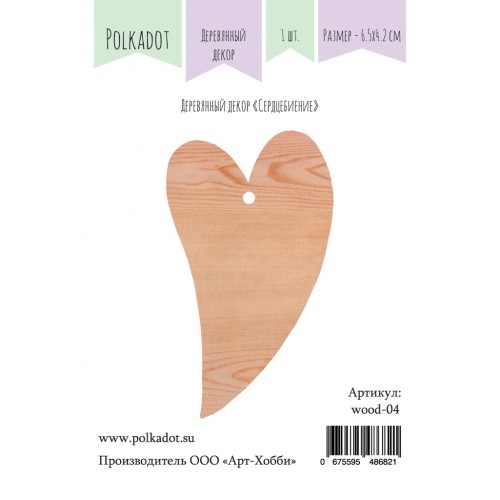 POLKADOT
ДЕРЕВЯННЫЙ
ДЕКОР
1 ШТ.
РАЗМЕР - 6.5X4.2 СМ
ДЕРЕВЯННЫЙ ДЕКОР «СЕРДЦЕБИЕНИЕ»
Артикул:
wood-04
www.polkadot.su
Производитель ООО «Арт-Хобби»
0 675595 486821